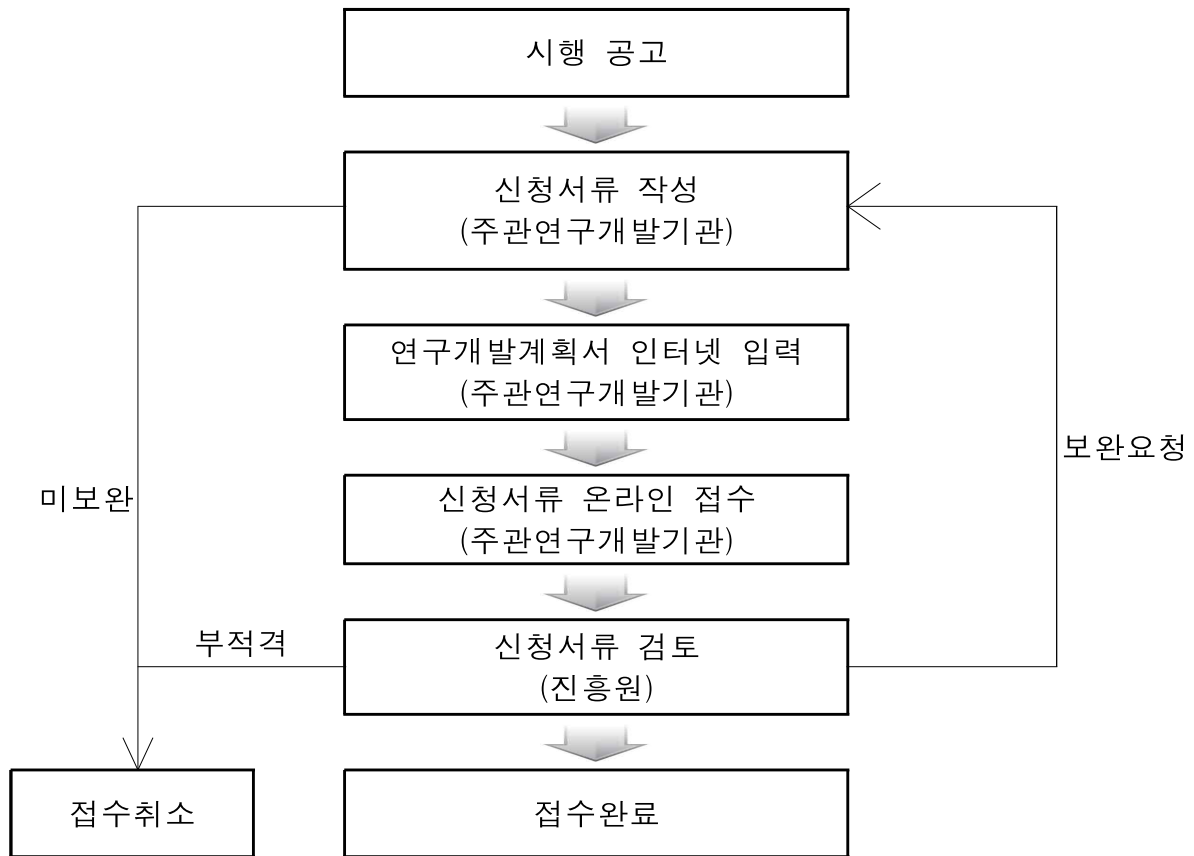 시행 공고
신청서류 작성
(주관연구개발기관)
연구개발계획서 인터넷 입력
(주관연구개발기관)
보완요청
미보완
신청서류 온라인 접수
(주관연구개발기관)
부적격
신청서류 검토
(진흥원)
접수취소
접수완료